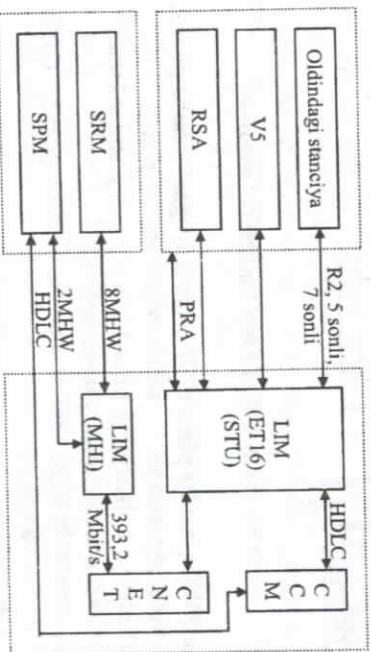 Oldindagi stanciya
V5
RSA
SRM
SPM
R2, 5 sonli,
7 sonli
PRA
8MHW
2MHW
HDLC
LIM
(ET16)
(STU)
LIM
(MHI)
HDLC
393,2
Mbit/s
C C M
C N E T